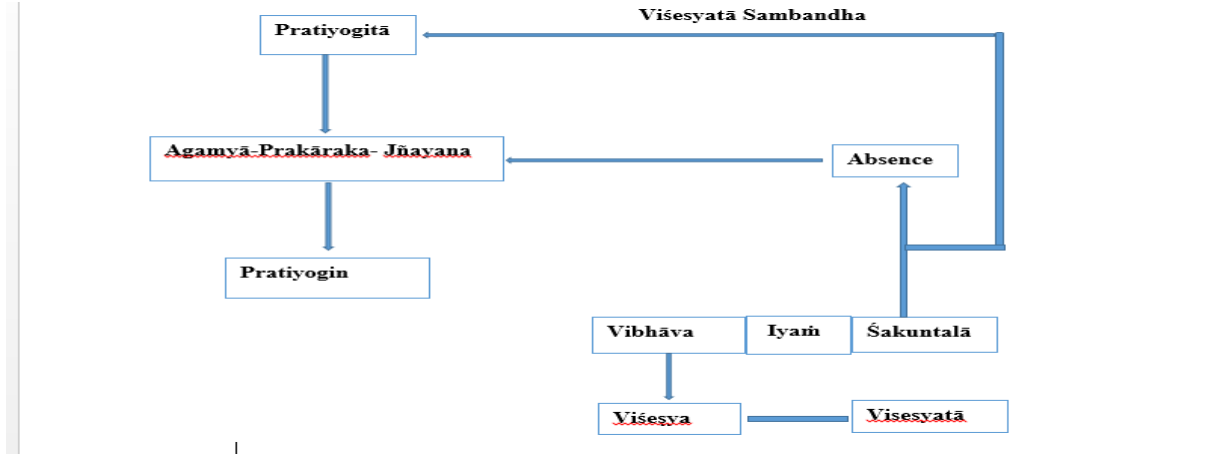 Viśesyatā Sambandha
Pratiyogitā
Agamyā-Prakāraka- Jñayana
Absence
Pratiyogin
Vibhāva Iyaṁ Śakuntalā
Viśeṣya Visesyatā